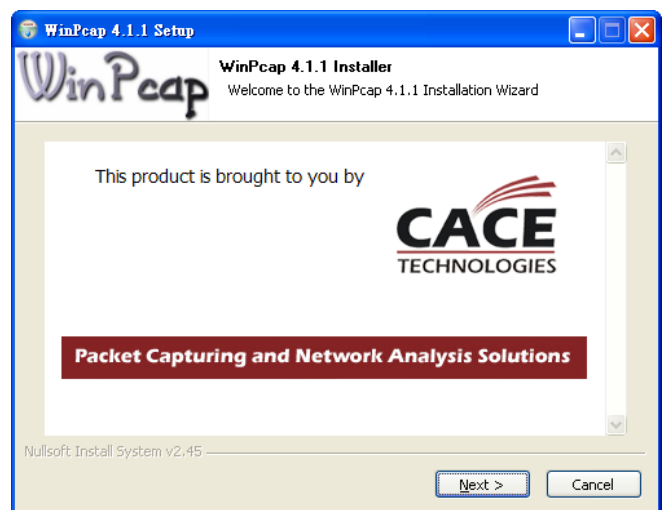 WinPcap 4.1.1 Setup
WinPcap
WinPcap 4.1.1 Installer
Welcome to the WinPcap 4.1.1 Installation Wizard
This product is brought to you by
CACE
TECHNOLOGIES
Packet Capturing and Network Analysis Solutions
Nullsoft Install System v2.45
Next >
Cancel